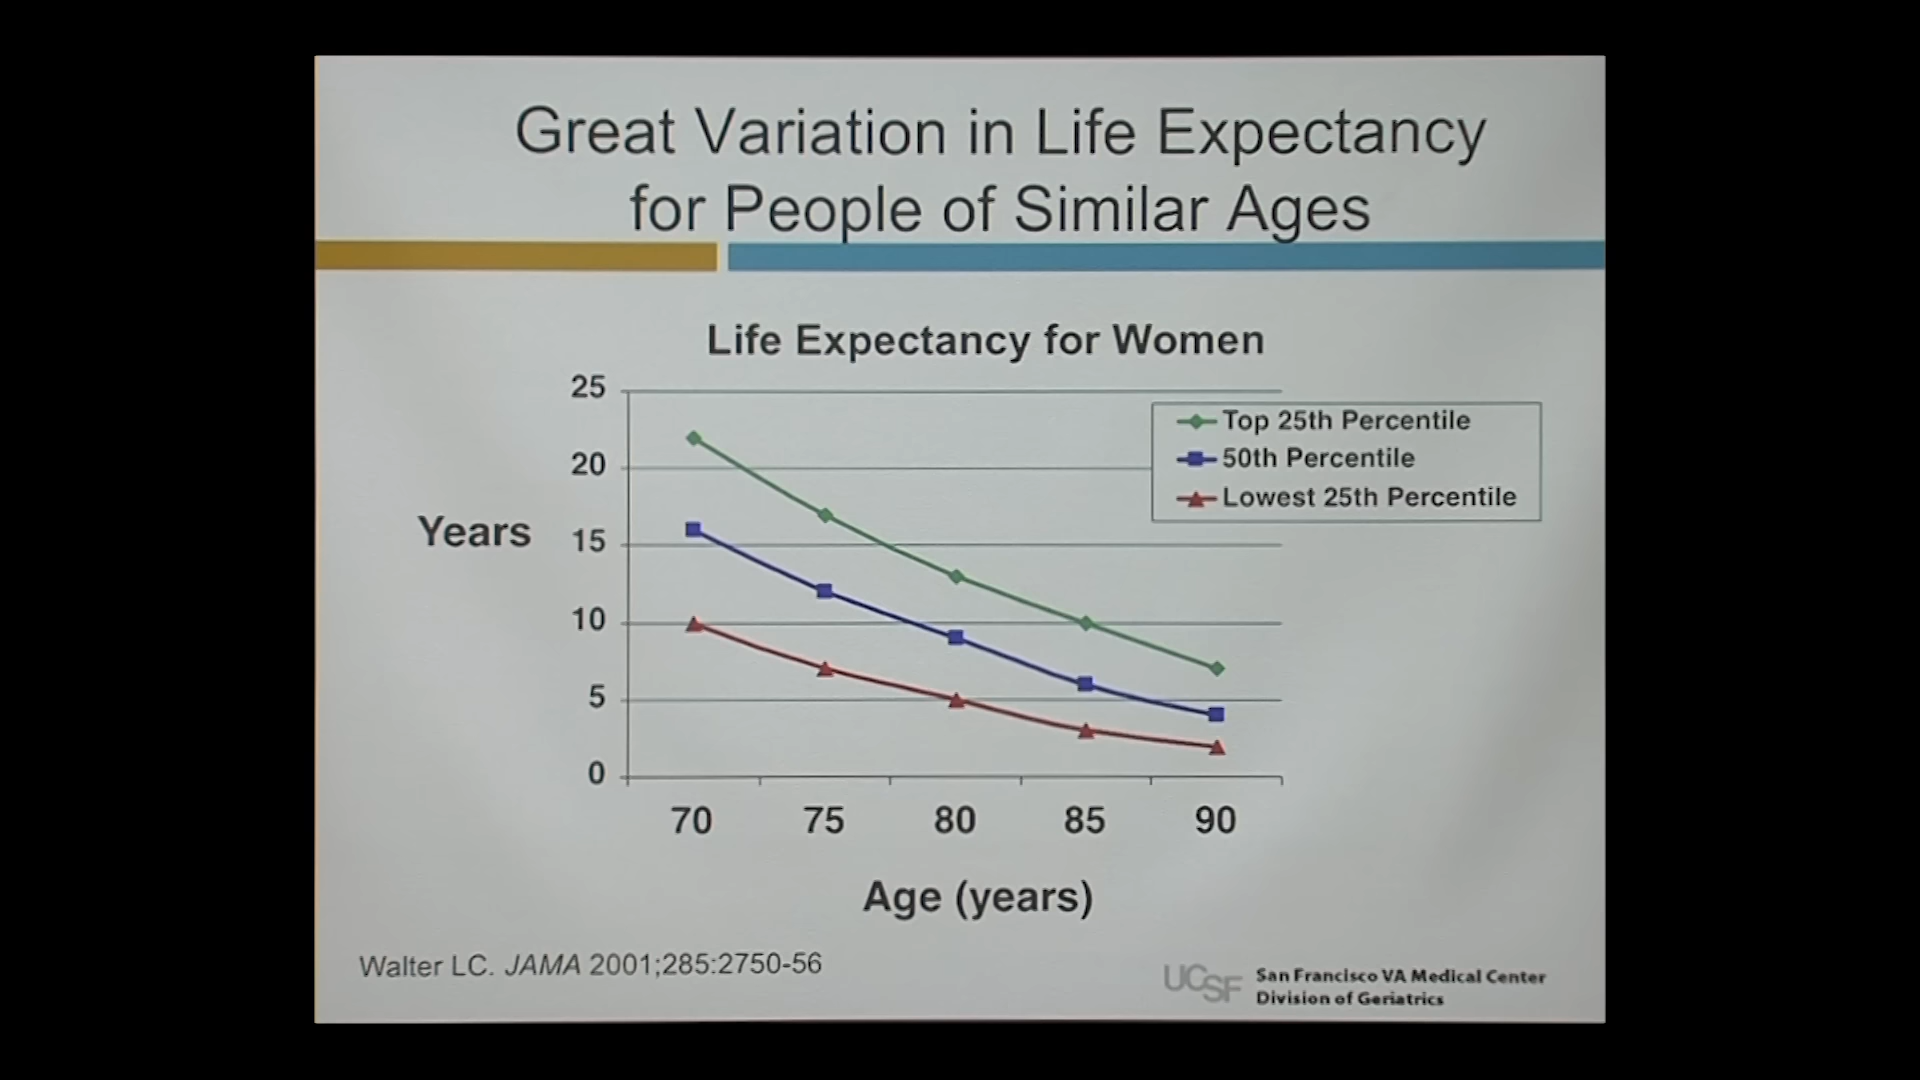 Great Variation in Life Expectancy
for People of Similar Ages
Life Expectancy for Women
25
20
15
10
5
0
Years
Top 25th Percentile
50th Percentile
Lowest 25th Percentile
70 75 80 85 90
Age (years)
Walter LC. JAMA 2001;285:2750-56
UCSF
San Francisco VA Medical Center
Division of Geriatrics